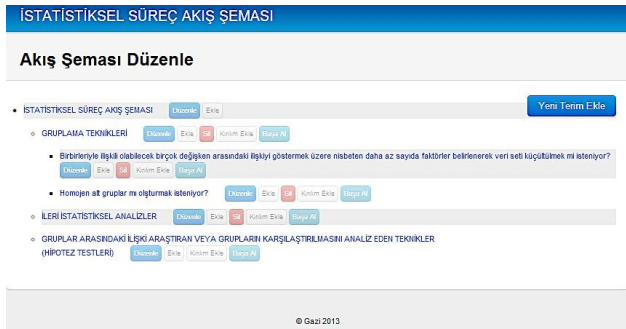 İSTATİSTİKSEL SÜREÇ AKIŞ ŞEMASI
Akış Şeması Düzenle
Yeni Terim Ekle
İSTATİSTİKSEL SÜREÇ AKIŞ ŞEMASI Düzenle Ekle
GRUPLAMA TEKNİKLERİ Düzenle Ekle Sil Kırılım Ekle Başa Al
Birbirleriyle ilişkili olabilecek birçok değişken arasındaki ilişkiyi göstermek üzere nisbeten daha az sayıda faktörler belirlenerek veri seti küçültülmek mi isteniyor?
Düzenle Ekle Sil Kırılım Ekle Başa Al
Homojen alt gruplar mı olşturmak isteniyor? Düzenle Ekle Sil Kırılım Ekle Başa Al
İLERİ İSTATİSTİKSEL ANALİZLER Düzenle Ekle Sil Kırılım Ekle Başa Al
GRUPLAR ARASINDAKİ İLİŞKİ ARAŞTIRAN VEYA GRUPLARIN KARŞILAŞTIRILMASINI ANALİZ EDEN TEKNİKLER
(HİPOTEZ TESTLERİ) Düzenle Ekle Kırılım Ekle Başa Al
© Gazi 2013